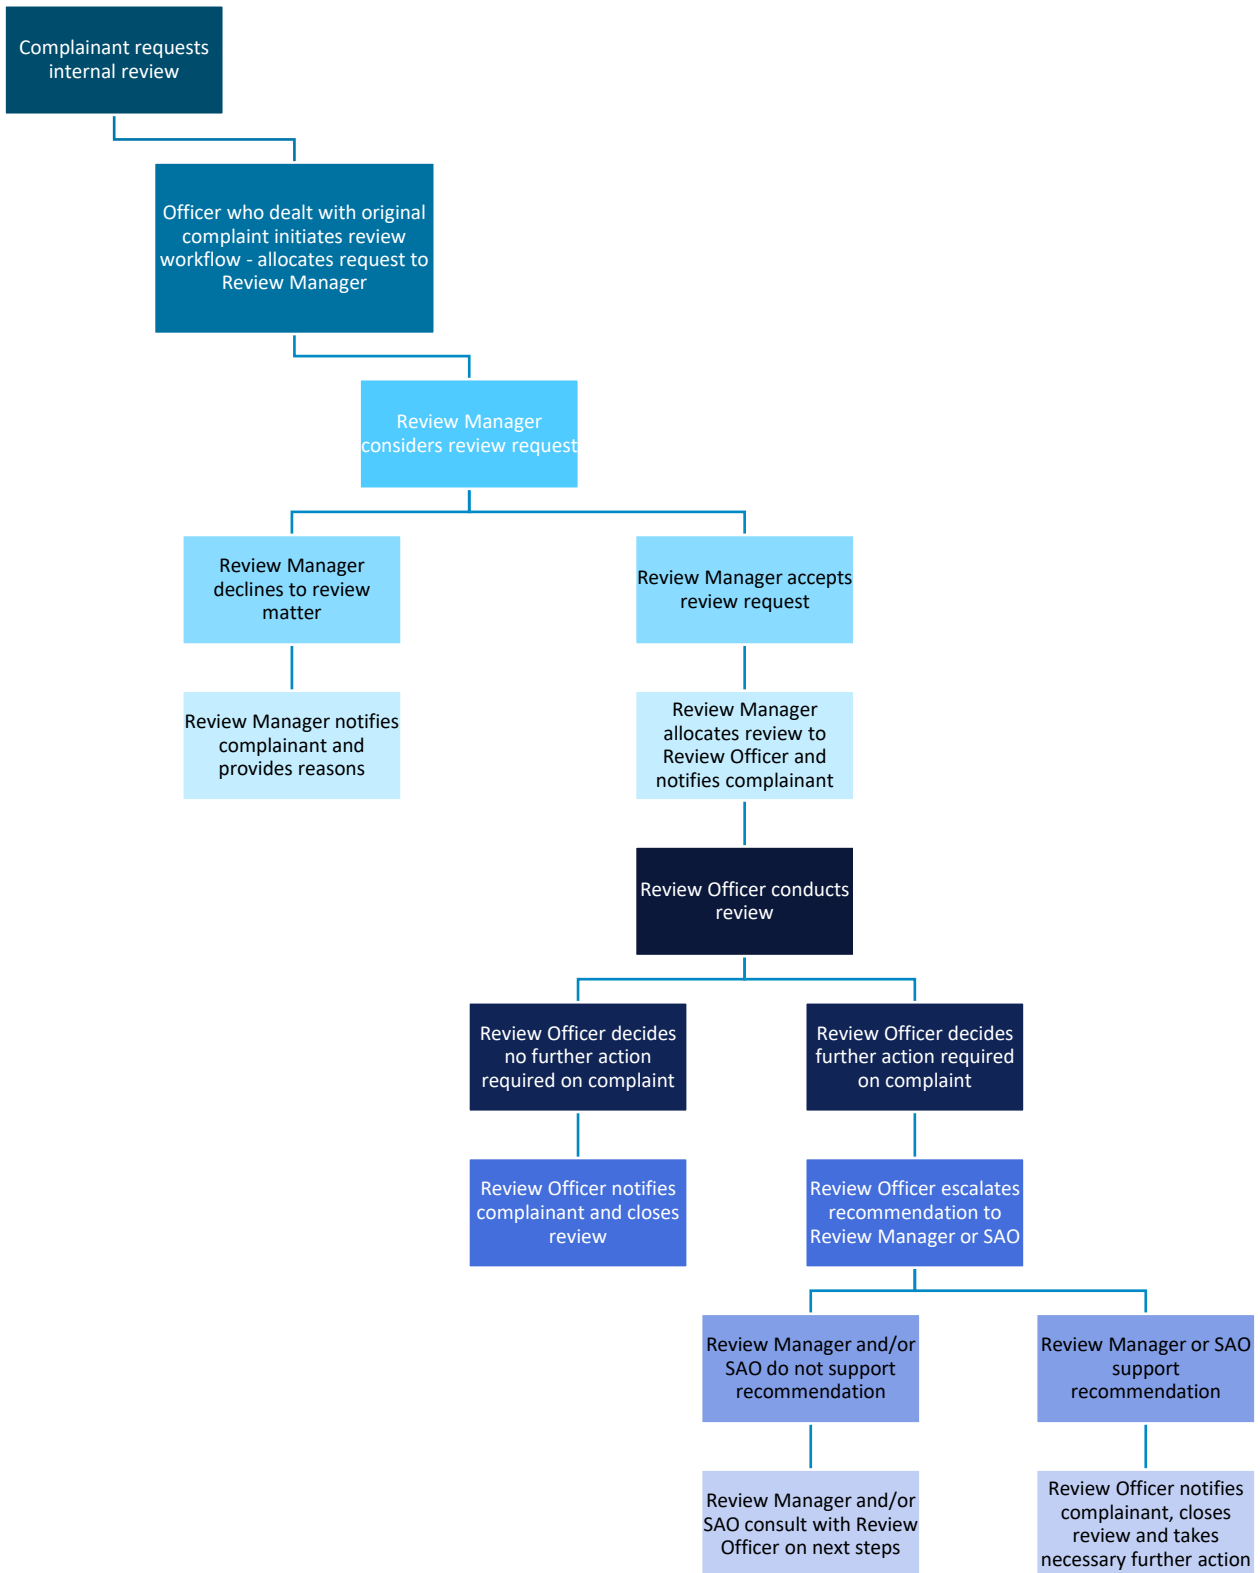 Complainant requests
internal review
Officer who dealt with original
complaint initiates review
workflow - allocates request to
Review Manager
Review Manager
considers review request
Review Manager
declines to review
matter
Review Manager accepts
review request
Review Manager notifies
complainant and
provides reasons
Review Manager
allocates review to
Review Officer and
notifies complainant
Review Officer conducts
review
Review Officer decides
no further action
required on complaint
Review Officer decides
further action required
on complaint
Review Officer notifies
complainant and closes
review
Review Officer escalates
recommendation to
Review Manager or SAO
Review Manager and/or
SAO do not support
recommendation
Review Manager or SAO
support
recommendation
Review Manager and/or
SAO consult with Review
Officer on next steps
Review Officer notifies
complainant, closes
review and takes
necessary further action